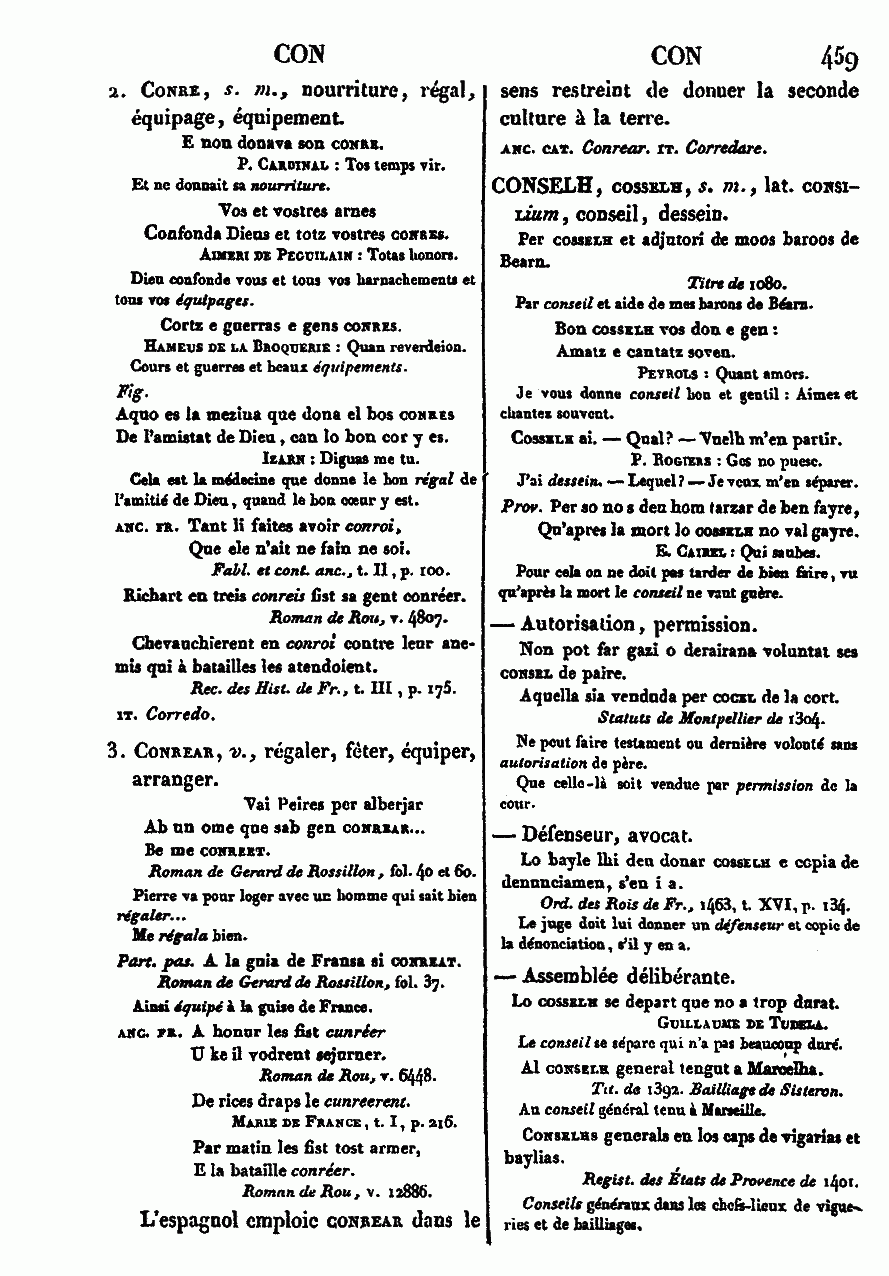 CON
2. Conré, s. m., nourriture, régal,
équipage, équipement.
E non donava son conre.
P. Cardinal : Tos temps vir.
Et ne donnait sa nourriture.
Vos et vostres arnes
Confonda Dieus et totz vostres conres.
Aimeri de Peguilain : Totas honors.
Dieu confonde vous et tous vos harnachements et
tous vos équipages.
Cortz e guerras e gens conres.
Hameus de la Broquerie : Quan reverdeion.
Cours et guerres et beaux équipements.
Fig.
Aquo es la mezina que dona el bos conres
De l'amistat de Dieu, can lo bon cor y es.
Izarn : Diguas me tu.
Cela est la médecine que donne le bon régal de
l'amitié de Dieu, quand le bon cœur y est.
anc. fr. Tant li faites avoir conroi,
Que ele n'ait ne fain ne soi.
Fabl. et cont. anc., t. II, p. 100.
Richart en treis conreis fist sa gent conréer.
Roman de Rou, v. 4807.
Chevauchierent en conroi contre leur ane-
mis qui à batailles les atendoient.
Rec. des Hist. de Fr., t. III, p. 175.
it. Corredo.
3. Conrear, v., régaler, fêter, équiper,
arranger.
Vai Peires per alberjar
Ab un ome que sab gen conrear...
Be me conreet.
Roman de Gerard de Rossillon, fol. 40 et 60.
Pierre va pour loger avec un homme qui sait bien
régaler...
Me régala bien.
Part. pas. A la guia de Fransa si conreat.
Roman de Gerard de Rossillon, fol. 37.
Ainsi équipé à la guise de France.
anc. fr. A honur les fist cunréer
U ke il vodrent sejurner.
Roman de Rou, v. 6448.
De rices draps le cunreerent.
Marie de France, t. I, p. 216.
Par matin les fist tost armer,
E la bataille conréer.
Roman de Rou, v. 12886.
L'espagnol emploie conrear dans le
CON 459
sens restreint de donner la seconde
culture à la terre.
anc. cat. Conrear. it. Corredare.
CONSELH, cosselh, s. m., lat. consi-
lium, conseil, dessein.
Per cosselh et adjutori de moos baroos de
Bearn.
Titre de 1080.
Par conseil et aide de mes barons de Béarn.
Bon cosselh vos don e gen :
Amatz e cantatz soven.
Peyrols : Quant amors.
Je vous donne conseil bon et gentil : Aimez et
chantez souvent.
Cosselh ai. — Qual? — Vuelh m'en partir.
P. Rogiers : Ges no puesc.
J'ai dessein. — Lequel? — Je veux m'en séparer.
Prov. Per so no s den hom tarzar de ben fayre,
Qu'apres la mort lo cosselh no val gayre.
E. Cairel : Qui saubes.
Pour cela on ne doit pas tarder de bien faire, vu
qu'après la mort le conseil ne vaut guère.
— Autorisation, permission.
Non pot far gazi o derairana voluntat ses
consel de paire.
Aquella sia venduda per cocel de la cort.
Statuts de Montpellier de 1304.
Ne peut faire testament ou dernière volonté sans
autorisation de père.
Que celle-là soit vendue par permission de la
cour.
— Défenseur, avocat.
Lo bayle lhi deu donar cosselh e copia de
denunciamen, s'en i a.
Ord. des Rois de Fr., 1463, t. XVI, p. 134.
Le juge doit lui donner un défenseur et copie de
la dénonciation, s'il y en a.
— Assemblée délibérante.
Lo cosselh se depart que no a trop durat.
Guillaume de Tudela.
Le conseil se sépare qui n'a pas beaucoup duré.
Al conselh general tengut a Marcelha.
Tit. de 1392. Bailliage de Sisteron.
Au conseil général tenu à Marseille.
Conselhs generals en los caps de vigarias et
baylias.
Regist. des États de Provence de 1401.
Conseils généraux dans les chefs-lieux de vigue-
ries et de bailliages.